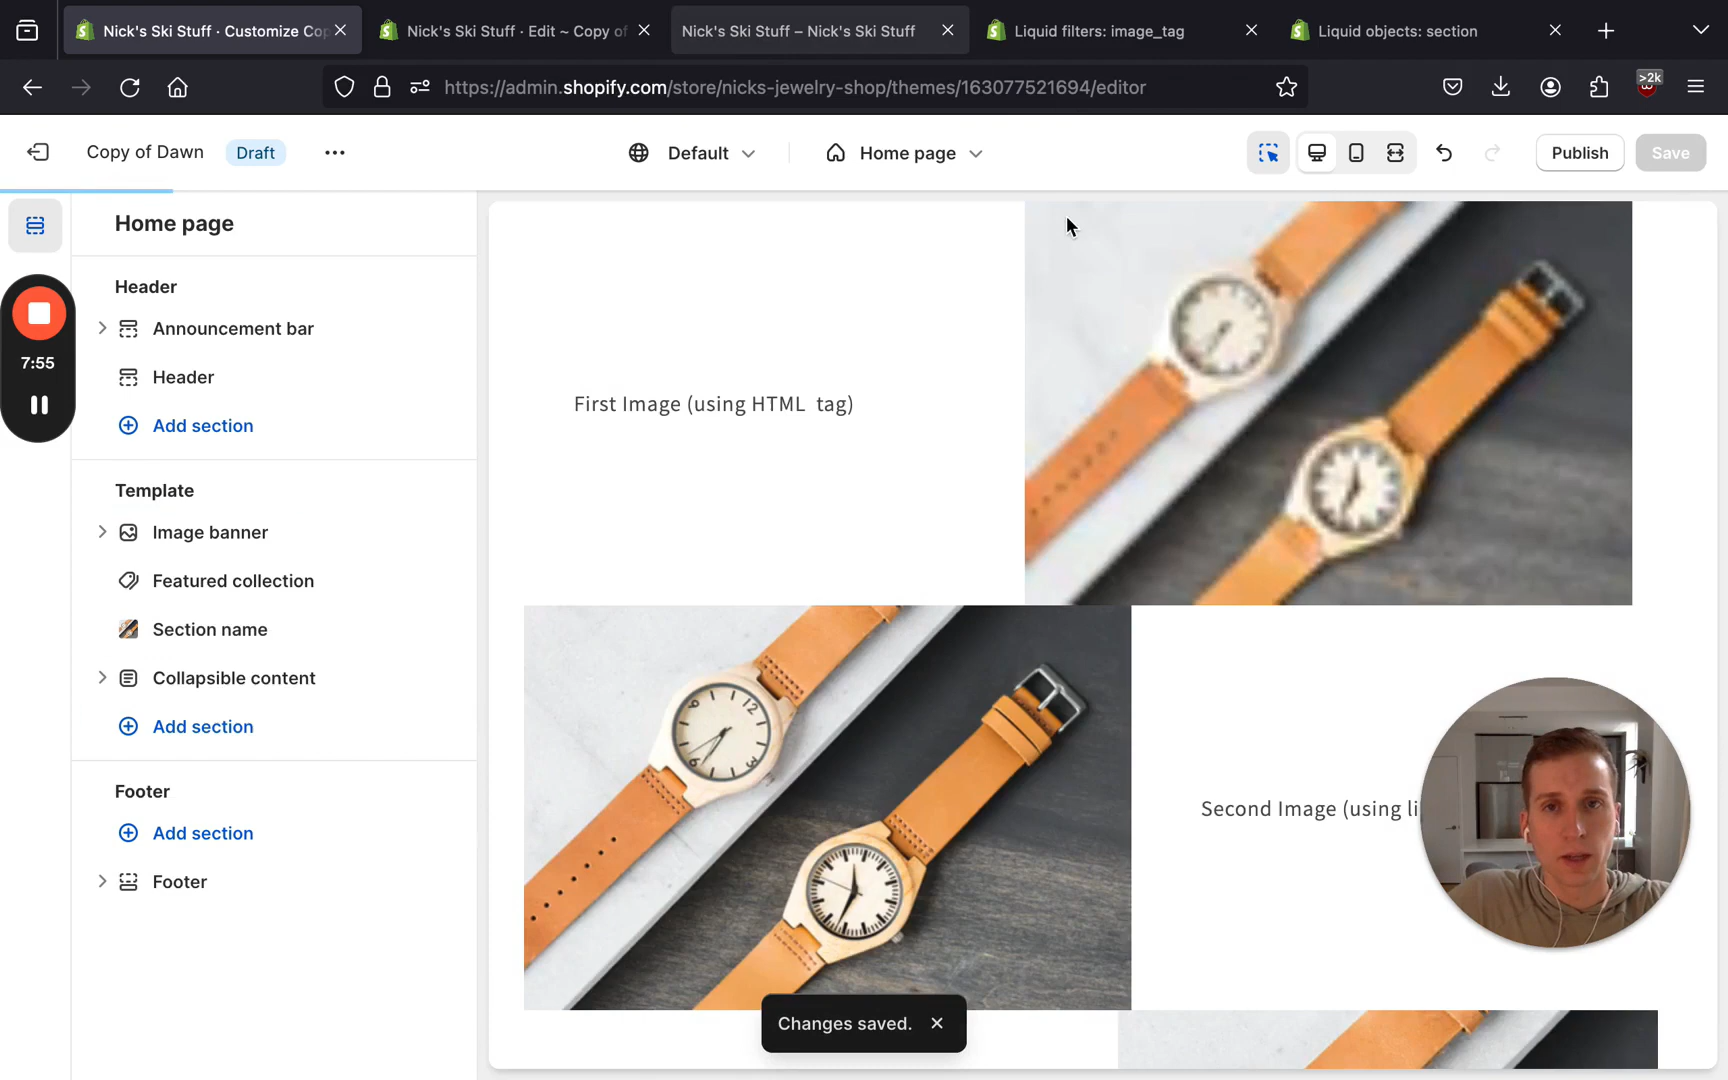 Nick's Ski Stuff · Customize Cop
Nick's Ski Stuff · Edit ~ Copy of
Nick's Ski Stuff – Nick's Ski Stuff
Liquid filters: image_tag
Liquid objects: section
https://admin.shopify.com/store/nicks-jewelry-shop/themes/163077521694/editor
>2k
Copy of Dawn
Draft
Default
Home page
Publish
Save
Home page
Header
Announcement bar
Header
Add section
Template
Image banner
Featured collection
Section name
Collapsible content
Add section
Footer
Add section
Footer
7:55
First Image (using HTML tag)
Second Image (using li
Changes saved.